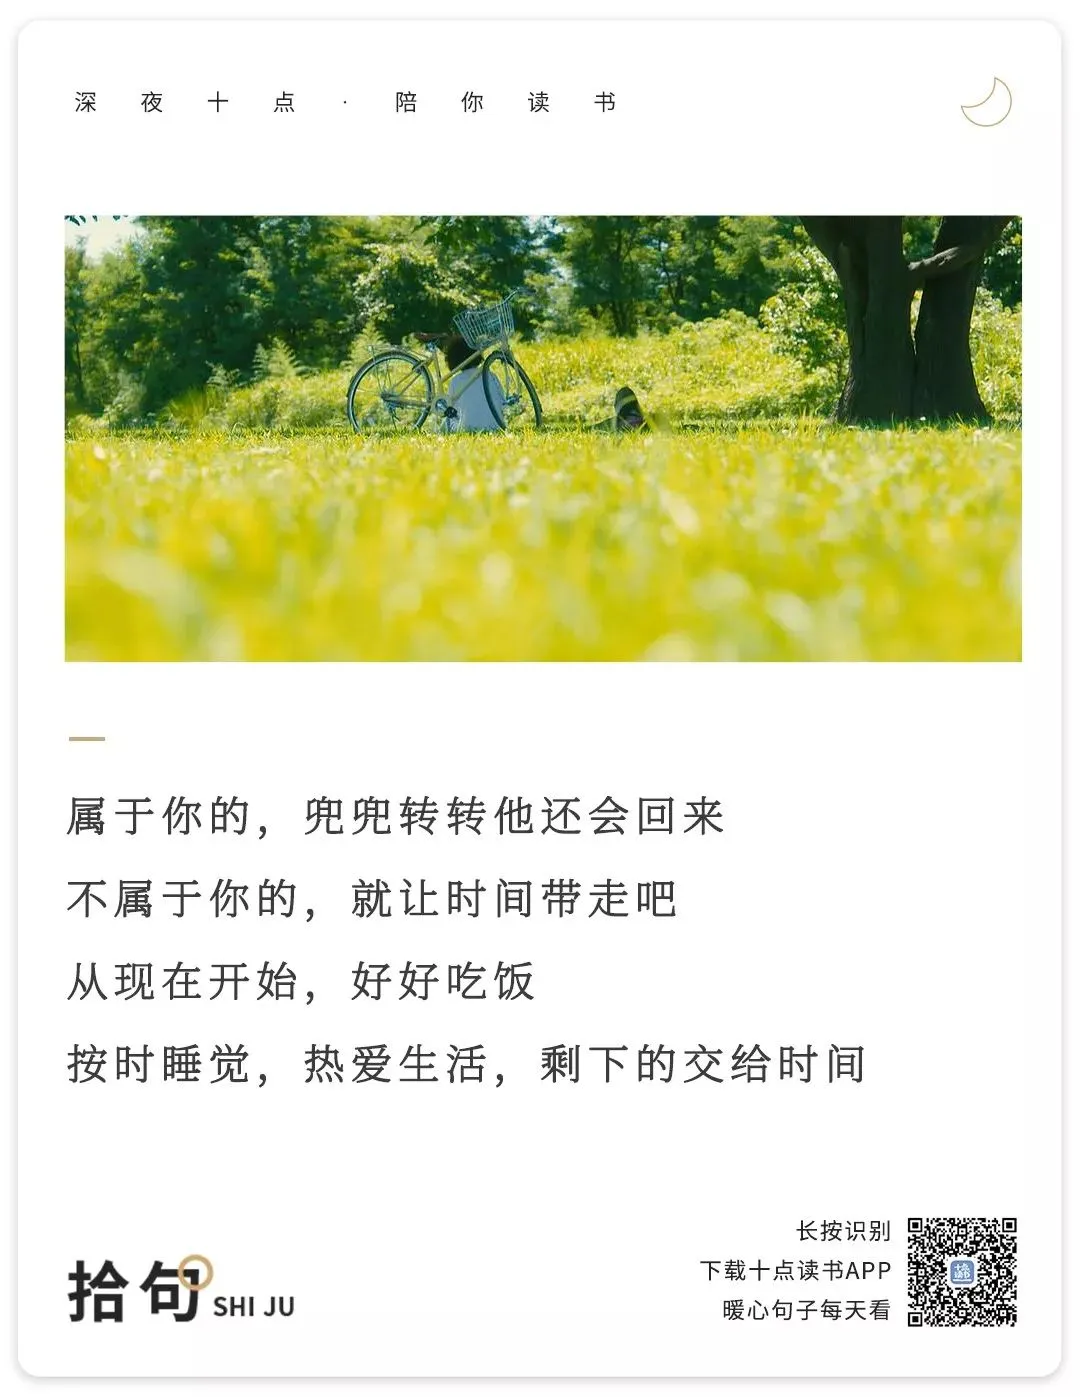 深夜十点·陪你读书
属于你的，兜兜转转他还会回来
不属于你的，就让时间带走吧
从现在开始，好好吃饭
按时睡觉，热爱生活，剩下的交给时间
拾句 SHI JU
长按识别
下载十点读书APP
暖心句子每天看
十点
读书